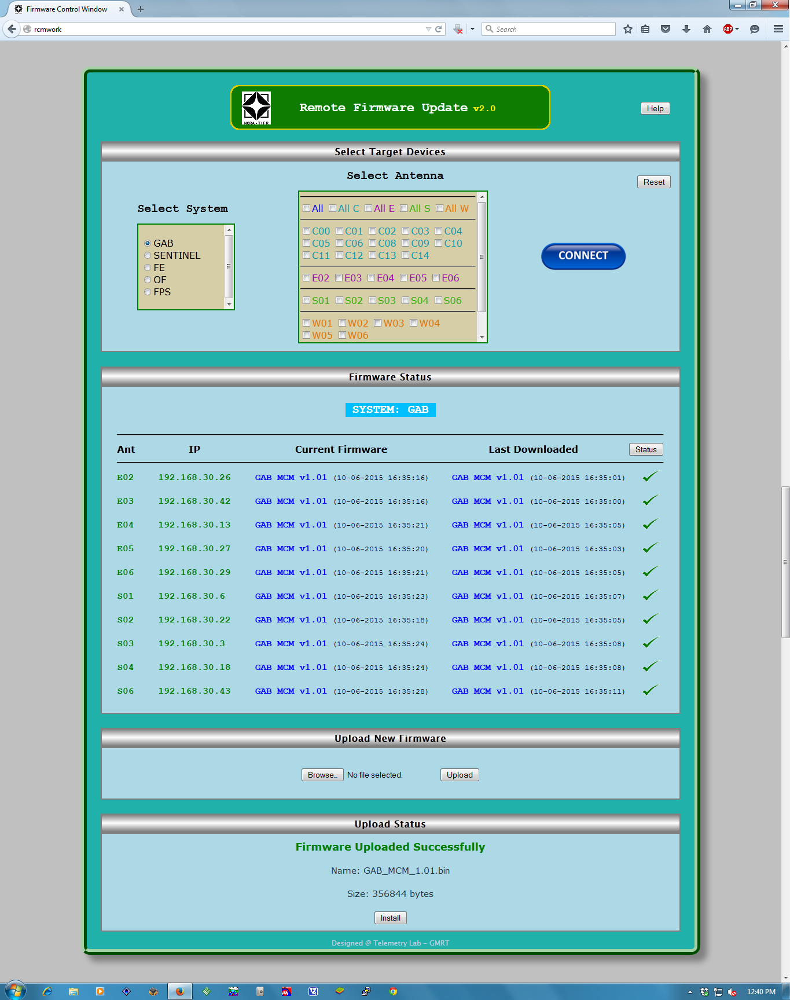 Firmware Control Window
rcmwork
Search
ABP
NCRA • TIFR
Remote Firmware Update v2.0
Help
Select Target Devices
Select Antenna
Reset
Select System
All All C All E All S All W
GAB
SENTINEL
FE
OF
FPS
C00 C01 C02 C03 C04
C05 C06 C08 C09 C10
C11 C12 C13 C14
E02 E03 E04 E05 E06
S01 S02 S03 S04 S06
W01 W02 W03 W04
W05 W06
CONNECT
Firmware Status
SYSTEM: GAB
Ant IP Current Firmware Last Downloaded Status
E02 192.168.30.26 GAB MCM v1.01 (10-06-2015 16:35:16) GAB MCM v1.01 (10-06-2015 16:35:01)
E03 192.168.30.42 GAB MCM v1.01 (10-06-2015 16:35:16) GAB MCM v1.01 (10-06-2015 16:35:00)
E04 192.168.30.13 GAB MCM v1.01 (10-06-2015 16:35:21) GAB MCM v1.01 (10-06-2015 16:35:05)
E05 192.168.30.27 GAB MCM v1.01 (10-06-2015 16:35:20) GAB MCM v1.01 (10-06-2015 16:35:03)
E06 192.168.30.29 GAB MCM v1.01 (10-06-2015 16:35:21) GAB MCM v1.01 (10-06-2015 16:35:05)
S01 192.168.30.6 GAB MCM v1.01 (10-06-2015 16:35:23) GAB MCM v1.01 (10-06-2015 16:35:07)
S02 192.168.30.22 GAB MCM v1.01 (10-06-2015 16:35:18) GAB MCM v1.01 (10-06-2015 16:35:05)
S03 192.168.30.3 GAB MCM v1.01 (10-06-2015 16:35:24) GAB MCM v1.01 (10-06-2015 16:35:08)
S04 192.168.30.18 GAB MCM v1.01 (10-06-2015 16:35:24) GAB MCM v1.01 (10-06-2015 16:35:08)
S06 192.168.30.43 GAB MCM v1.01 (10-06-2015 16:35:28) GAB MCM v1.01 (10-06-2015 16:35:11)
Upload New Firmware
Browse... No file selected. Upload
Upload Status
Firmware Uploaded Successfully
Name: GAB_MCM_1.01.bin
Size: 356844 bytes
Install
Designed @ Telemetry Lab - GMRT
12:40 PM